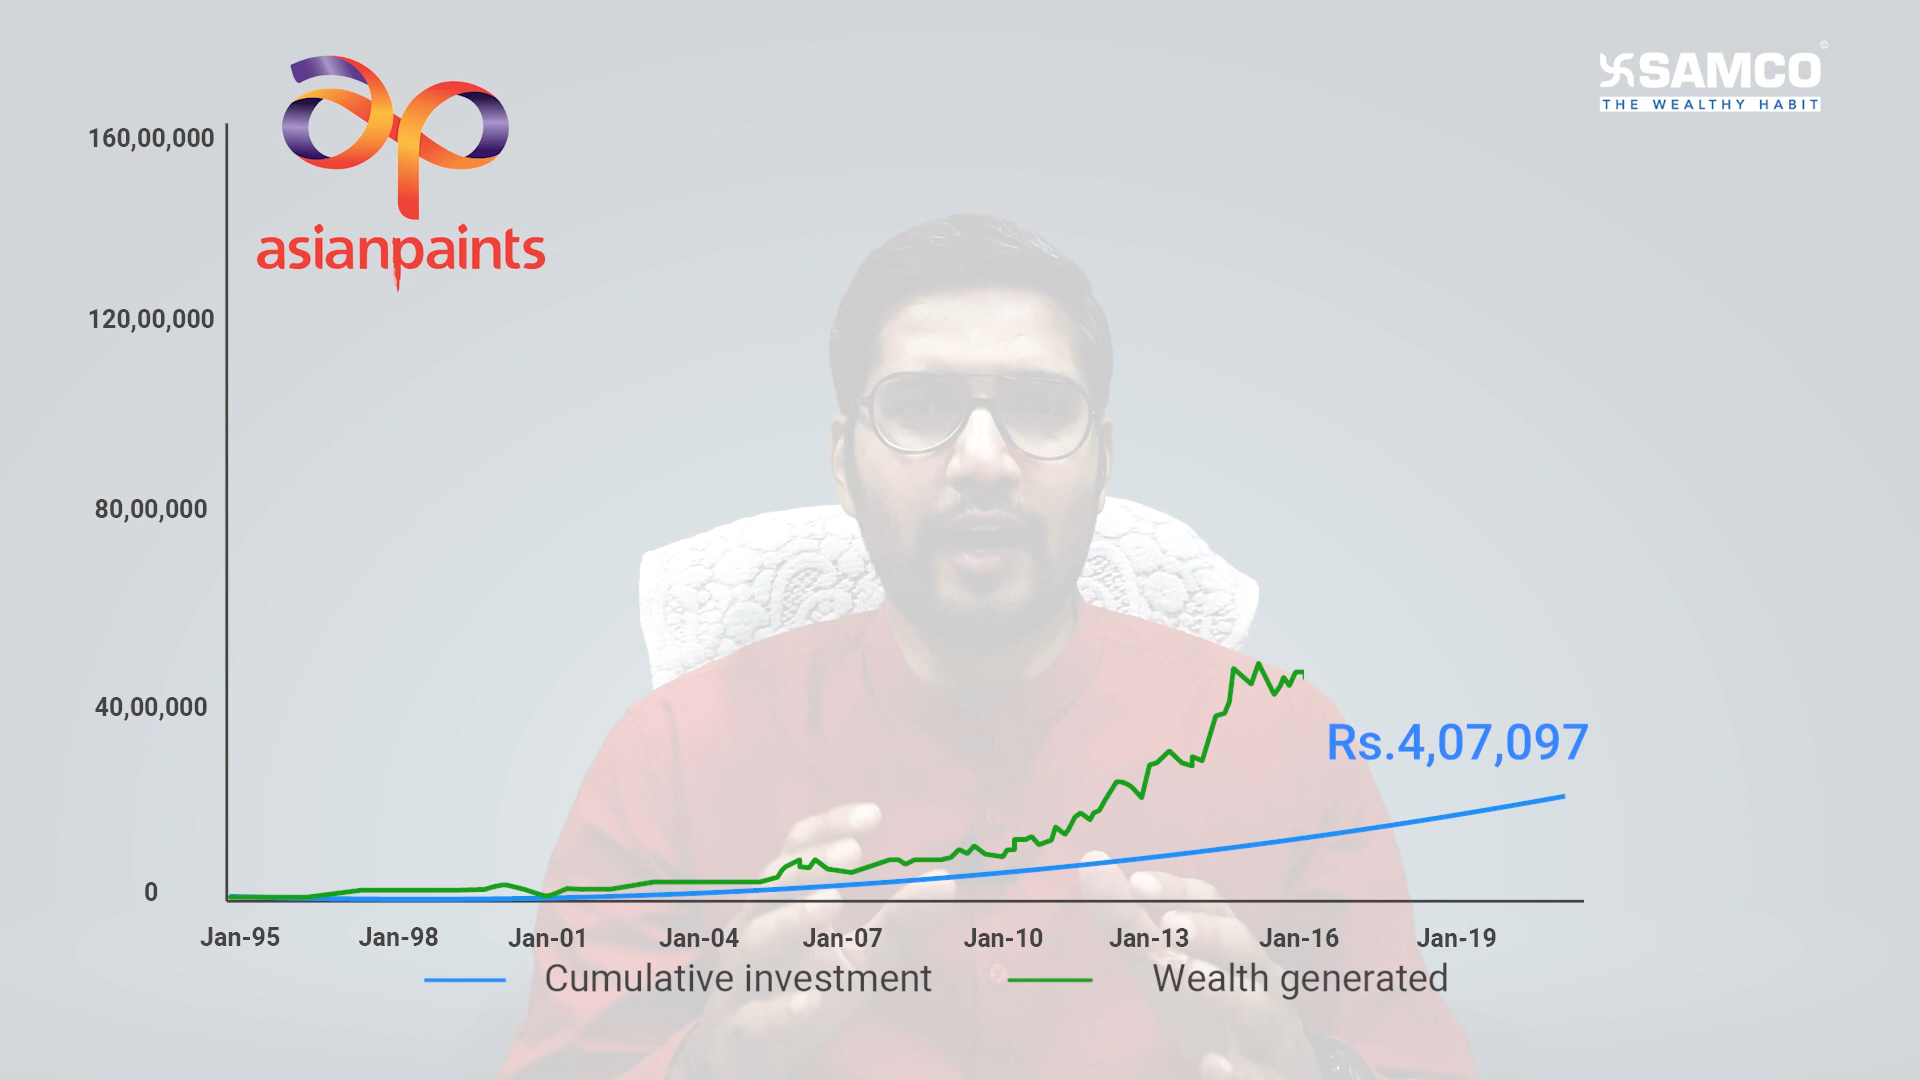 asianpaints
SAMCO
THE WEALTHY HABIT
160,00,000
120,00,000
80,00,000
40,00,000
0
Rs.4,07,097
Jan-95 Jan-98 Jan-01 Jan-04 Jan-07 Jan-10 Jan-13 Jan-16 Jan-19
Cumulative investment Wealth generated